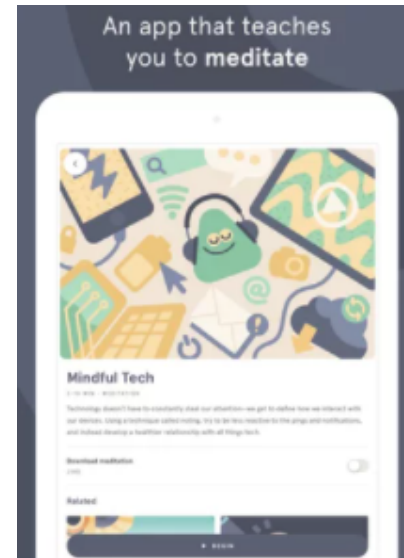 An app that teaches
you to meditate
@
Mindful Tech
MEDITATION
Technology doesn't have to constantly steal our attention—we get to define how we interact with
our devices. Using a technique called noting, try to be less reactive to the pings and notifications,
and instead develop a healthier relationship with all things tech.
Download meditation
Related
BEGIN